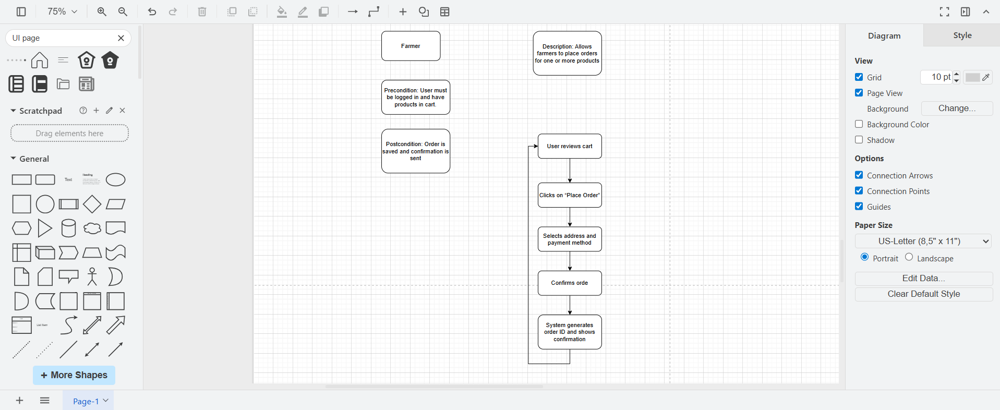 75%
UI page
Scratchpad
Drag elements here
General
Text
Heading
List Item
+ More Shapes
Page-1
Farmer
Description: Allows
farmers to place orders
for one or more products
Precondition: User must
be logged in and have
products in cart.
Postcondition: Order is
saved and confirmation is
sent
User reviews cart
Clicks on “Place Order”
Selects address and
payment method
Confirms orde
System generates
order ID and shows
confirmation
Diagram
Style
View
Grid
10 pt
Page View
Background
Change...
Background Color
Shadow
Options
Connection Arrows
Connection Points
Guides
Paper Size
US-Letter (8,5" x 11")
Portrait
Landscape
Edit Data...
Clear Default Style